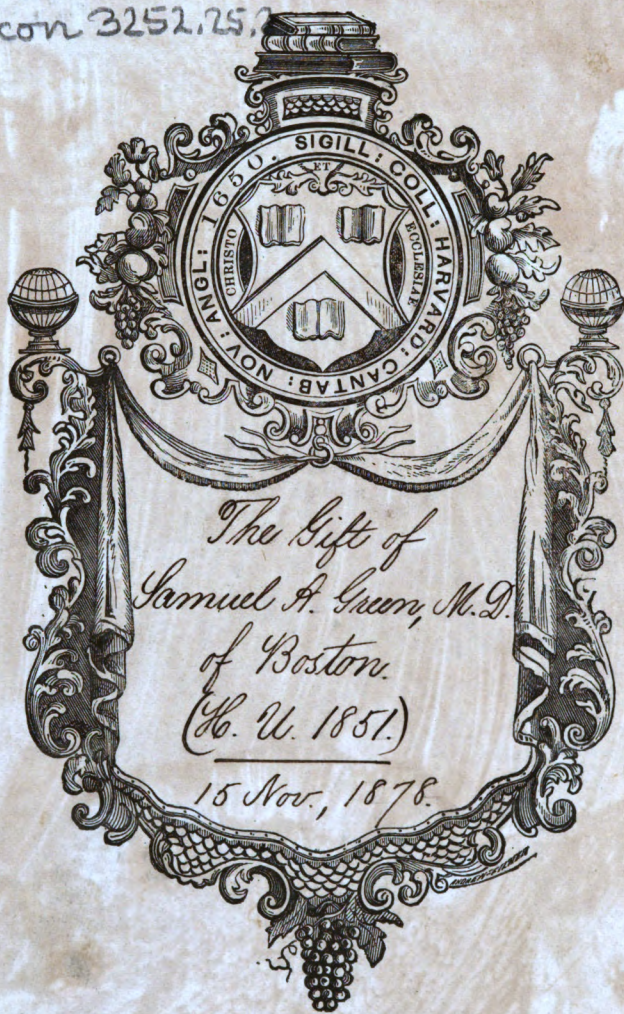 con 3252.25.2
1650. SIGILL: COLL: HARVARD: CANTAB: NOV: ANGL:
CHRISTO ET ECCLESIAE
The Gift of
Samuel A. Green, M.D.
of Boston.
(H. U. 1851.)
15 Nov., 1878.